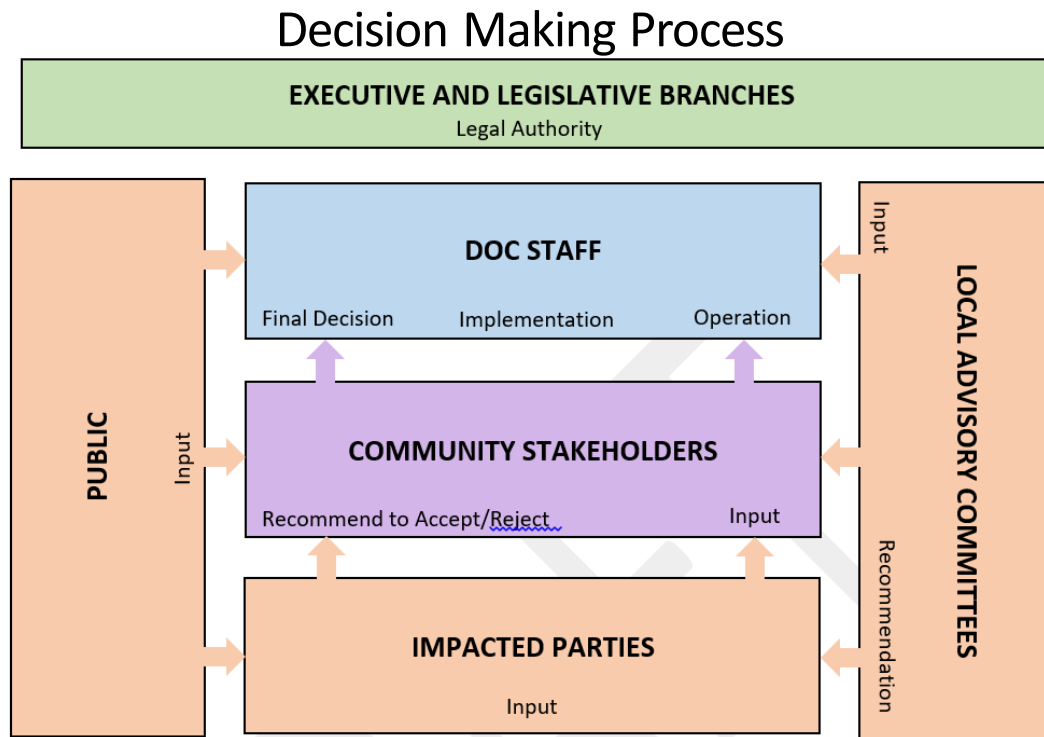 Decision Making Process
EXECUTIVE AND LEGISLATIVE BRANCHES
Legal Authority
PUBLIC
Input
DOC STAFF
Final Decision
Implementation
Operation
COMMUNITY STAKEHOLDERS
Recommend to Accept/Reject
Input
IMPACTED PARTIES
Input
Input
LOCAL ADVISORY COMMITTEES
Recommendation